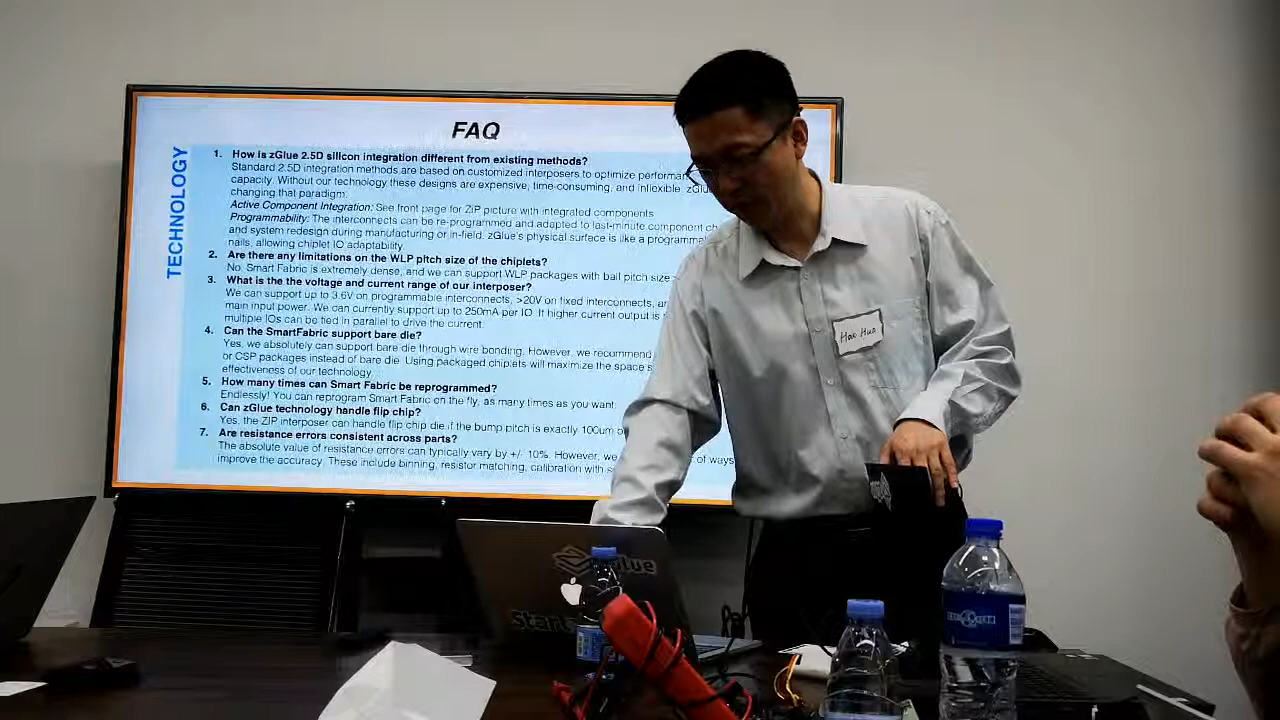 FAQ
TECHNOLOGY
1. How is zGlue 2.5D silicon integration different from existing methods?
Standard 2.5D integration methods are based on customized interposers to optimize
capacity. Without our technology these designs are expensive, time-consuming, and inflexible.
changing that paradigm.
Active Component Integration: See front page for ZiP picture with integrated components
Programmability: The interconnects can be re-programmed and adapted to last-minute component
and system redesign during manufacturing or in-field. zGlue's physical surface is like a
nails, allowing chiplet IO adaptability.
2. Are there any limitations on the WLP pitch size of the chiplets?
No. Smart Fabric is extremely dense, and we can support WLP packages with ball pitch size >
3. What is the the voltage and current range of our interposer?
We can support up to 3.6V on programmable interconnects, >20V on fixed interconnects,
main input power. We can currently support up to 250mA per IO. If higher current output is
multiple IOs can be tied in parallel to drive the current.
4. Can the SmartFabric support bare die?
Yes, we absolutely can support bare die through wire bonding. However, we recommend
or CSP packages instead of bare die. Using packaged chiplets will maximize the space
effectiveness of our technology.
5. How many times can Smart Fabric be reprogrammed?
Endlessly! You can reprogram Smart Fabric on the fly, as many times as you want.
6. Can zGlue technology handle flip chip?
Yes, the ZIP interposer can handle flip chip die if the bump pitch is exactly 100um
7. Are resistance errors consistent across parts?
The absolute value of resistance errors can typically vary by +/- 10%. However, we of ways
improve the accuracy. These include binning, resistor matching, calibration with
Hao Hua